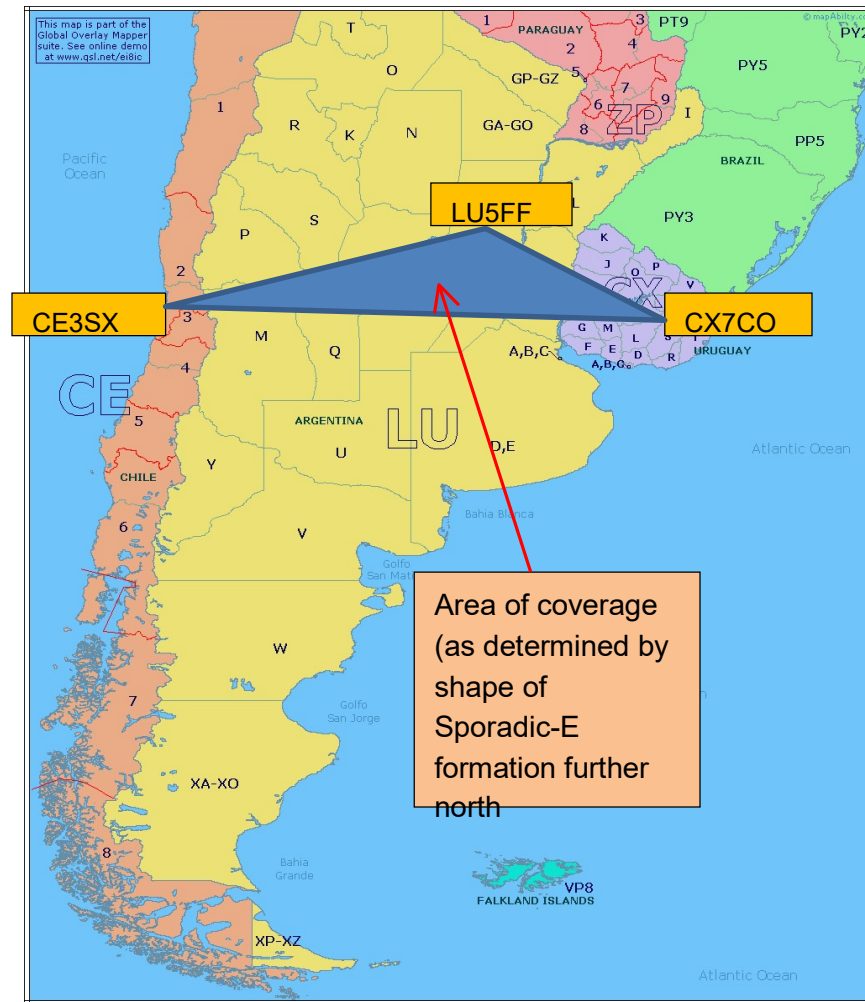 This map is part of the
Global Overlay Mapper
suite. See online demo
at www.qsl.net/ei8ic
© mapAbility.com
T
1
PARAGUAY
3
PT9
2
4
PY5
O
GP-GZ
5
7
1
R
K
N
GA-GO
6
9
I
8
ZP
PP5
Pacific
Ocean
BRAZIL
LU5FF
L
PY3
P
S
K
J
O
P
V
2
CX
CE3SX
CX7CO
3
M
Q
A,B,C
G
M
L
S
F
E
D
R
URUGUAY
A,B,C
4
CE
5
ARGENTINA
LU
D,E
Atlantic Ocean
Y
U
CHILE
6
V
Bahia Blanca
Golfo
San Mat
W
Area of coverage
(as determined by
shape of
Sporadic-E
formation further
north
7
Golfo
San Jorge
XA-XO
8
Bahia
Grande
VP8
FALKLAND ISLANDS
XP-XZ
Atlantic Ocean